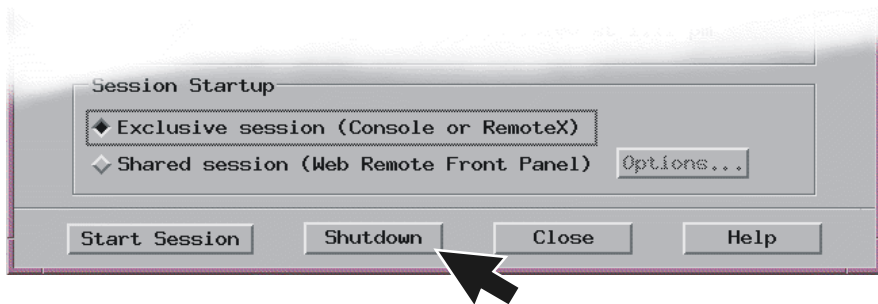 Session Startup
Exclusive session (Console or RemoteX)
Shared session (Web Remote Front Panel)
Options...
Start Session
Shutdown
Close
Help